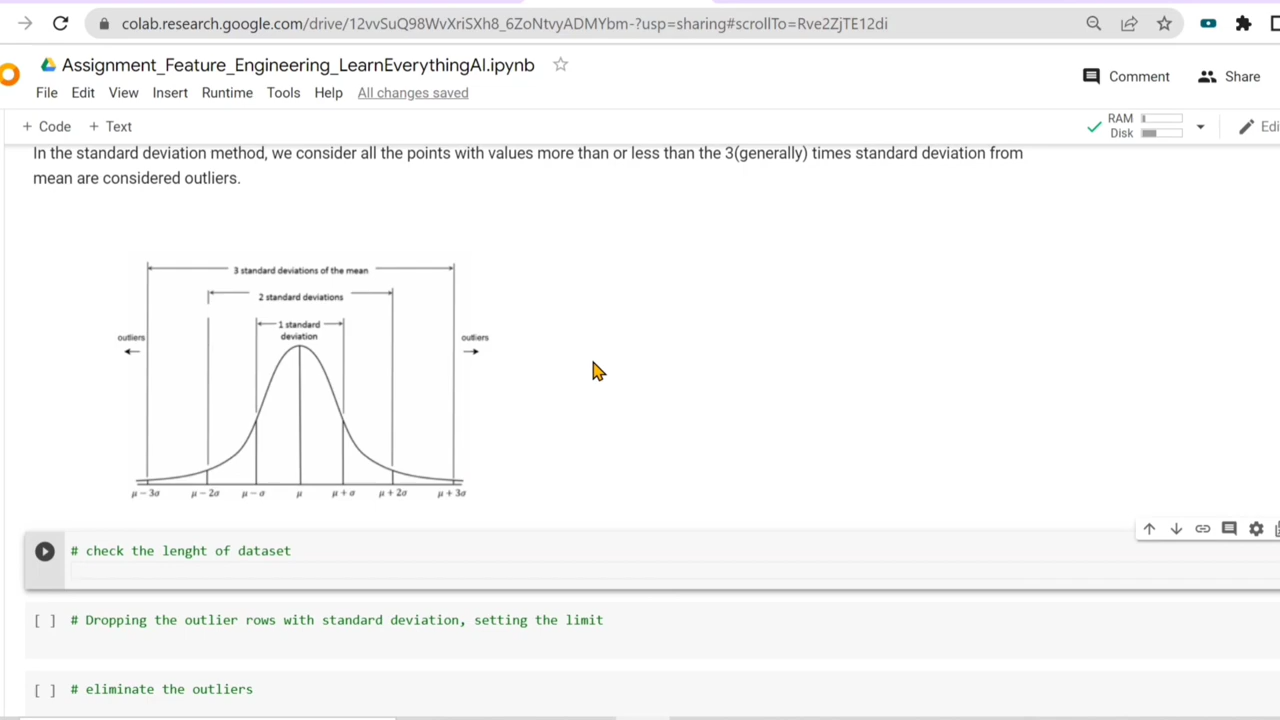 colab.research.google.com/drive/12vvSuQ98WvXriSXh8_6ZoNtvyADMYbm-?usp=sharing#scrollTo=Rve2ZjTE12di
Assignment_Feature_Engineering_LearnEverythingAI.ipynb
Comment
Share
File Edit View Insert Runtime Tools Help All changes saved
+ Code + Text
RAM
Disk
Edi
In the standard deviation method, we consider all the points with values more than or less than the 3(generally) times standard deviation from
mean are considered outliers.
3 standard deviations of the mean
2 standard deviations
1 standard
deviation
outliers
outliers
μ − 3σ μ − 2σ μ − σ μ μ + σ μ + 2σ μ + 3σ
# check the lenght of dataset
[ ] # Dropping the outlier rows with standard deviation, setting the limit
[ ] # eliminate the outliers